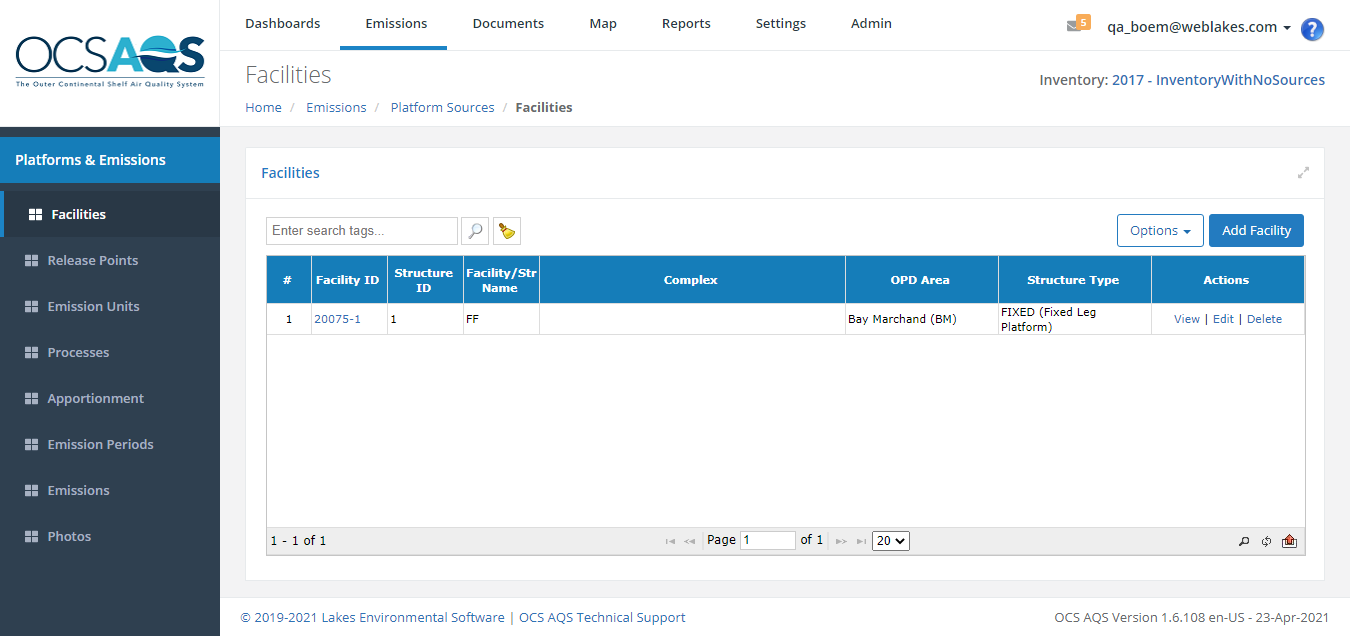 OCSAQS
The Outer Continental Shelf Air Quality System
Dashboards Emissions Documents Map Reports Settings Admin
5 qa_boem@weblakes.com ?
Facilities
Inventory: 2017 - InventoryWithNoSources
Home / Emissions / Platform Sources / Facilities
Platforms & Emissions
Facilities
Release Points
Emission Units
Processes
Apportionment
Emission Periods
Emissions
Photos
Facilities
Enter search tags...
Options Add Facility
# Facility ID Structure ID Facility/Str Name Complex OPD Area Structure Type Actions
1 20075-1 1 FF Bay Marchand (BM) FIXED (Fixed Leg Platform) View | Edit | Delete
1 - 1 of 1 Page 1 of 1 20
© 2019-2021 Lakes Environmental Software | OCS AQS Technical Support
OCS AQS Version 1.6.108 en-US - 23-Apr-2021